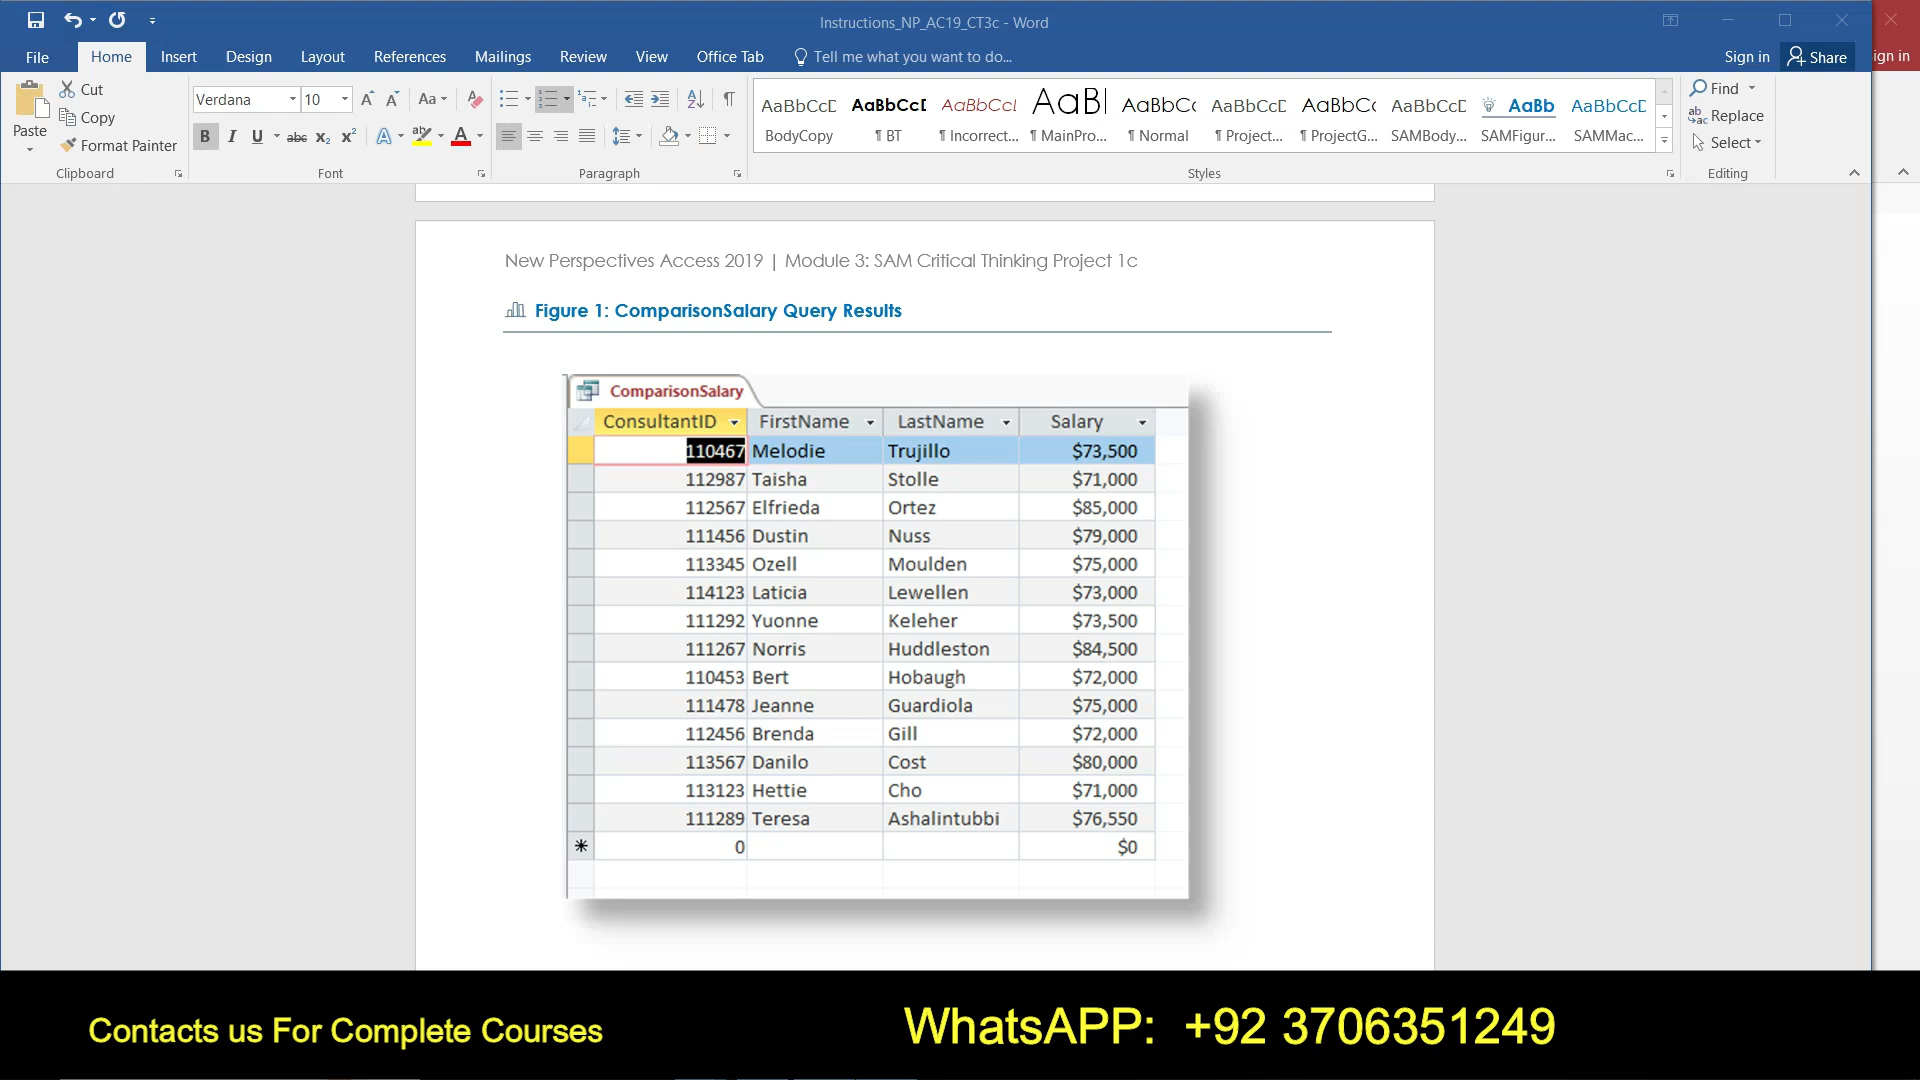 Instructions_NP_AC19_CT3c - Word
File Home Insert Design Layout References Mailings Review View Office Tab Tell me what you want to do... Sign in Share ign in
Paste
Cut
Copy
Format Painter
Clipboard
Verdana 10 Aa
B I U abc X2 X2 A A
Font
Paragraph
AaBbCcD AaBbCcI AaBbCcI AaBI AaBbCc AaBbCcD AaBbCc AaBbCcD AaBb AaBbCcD
BodyCopy ¶ BT ¶ Incorrect... ¶ MainPro... ¶ Normal ¶ Project... ¶ ProjectG... SAMBody... SAMFigur... SAMMac...
Styles
Find
Replace
Select
Editing
New Perspectives Access 2019 | Module 3: SAM Critical Thinking Project 1c
Figure 1: ComparisonSalary Query Results
ComparisonSalary
ConsultantID FirstName LastName Salary
110467 Melodie Trujillo $73,500
112987 Taisha Stolle $71,000
112567 Elfrieda Ortez $85,000
111456 Dustin Nuss $79,000
113345 Ozell Moulden $75,000
114123 Laticia Lewellen $73,000
111292 Yuonne Keleher $73,500
111267 Norris Huddleston $84,500
110453 Bert Hobaugh $72,000
111478 Jeanne Guardiola $75,000
112456 Brenda Gill $72,000
113567 Danilo Cost $80,000
113123 Hettie Cho $71,000
111289 Teresa Ashalintubbi $76,550
* 0 $0
Contacts us For Complete Courses
WhatsAPP: +92 3706351249